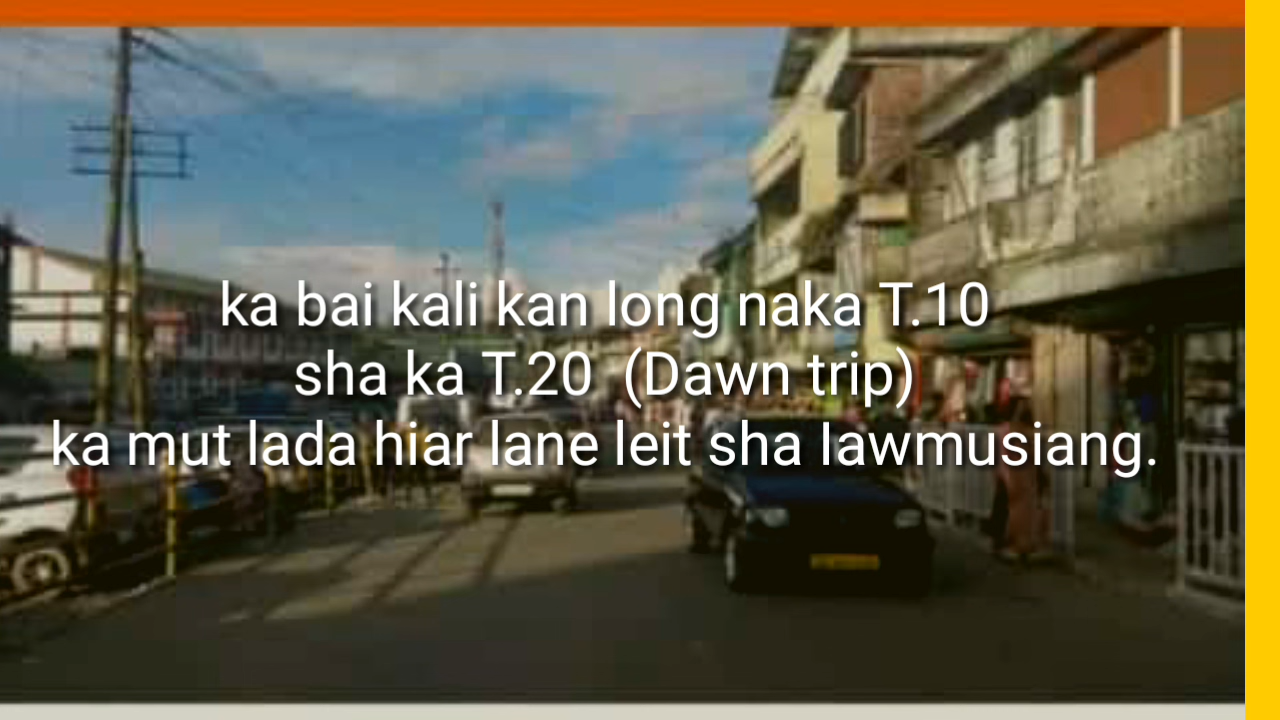 ka bai kali kan long naka T.10
sha ka T.20 (Dawn trip)
ka mut lada hiar lane leit sha Iawmusiang.